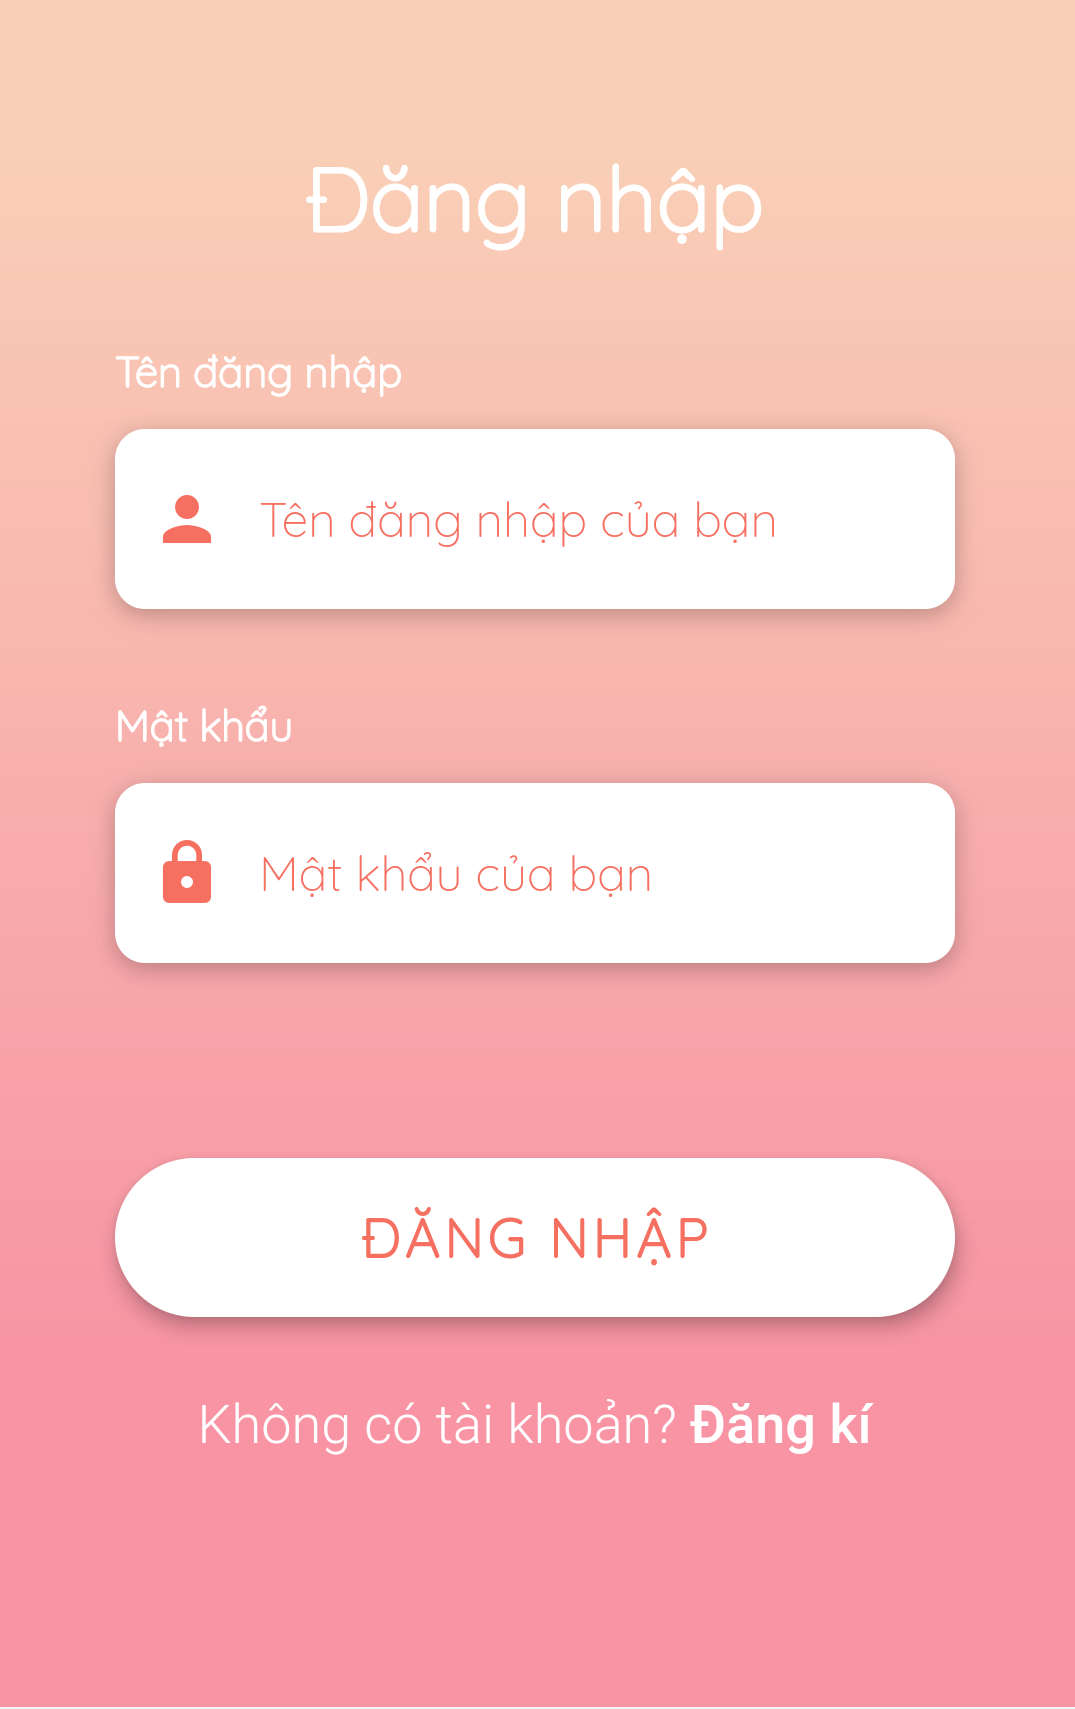 Đăng nhập
Tên đăng nhập
Tên đăng nhập của bạn
Mật khẩu
Mật khẩu của bạn
ĐĂNG NHẬP
Không có tài khoản? Đăng kí